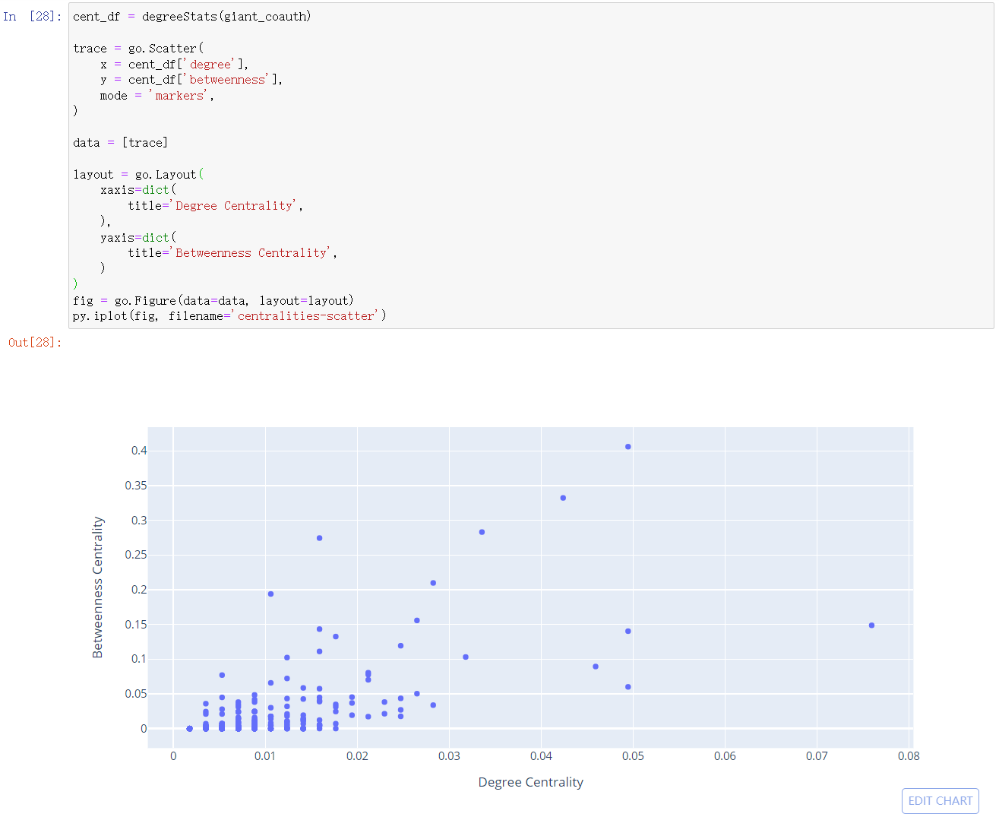 In [28]: cent_df = degreeStats(giant_coauth)
trace = go.Scatter(
x = cent_df['degree'],
y = cent_df['betweenness'],
mode = 'markers',
)
data = [trace]
layout = go.Layout(
xaxis=dict(
title='Degree Centrality',
),
yaxis=dict(
title='Betweenness Centrality',
)
)
fig = go.Figure(data=data, layout=layout)
py.iplot(fig, filename='centralities-scatter')
Out[28]:
Betweenness Centrality
0.4
0.35
0.3
0.25
0.2
0.15
0.1
0.05
0
0 0.01 0.02 0.03 0.04 0.05 0.06 0.07 0.08
Degree Centrality
EDIT CHART